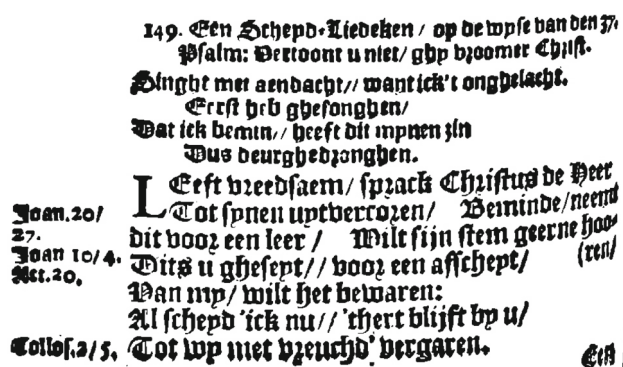 149. Een Scheyd-Liedeken / op de wyse van den 37.
Psalm: Vertoont u niet / ghy vroomer Christ.
Singht met aendacht // want ick't onghelacht.
Eerst heb ghesonghen /
Dat ick bemin // heeft dit mynen zin
Dus deurghedronghen.
LEeft vreedsaem / sprack Christus de Heer
Joan. 20/ Tot synen uytvercoren / Beminde / neemt
27. dit voor een leer / Wilt sijn stem geerne hoo-
Joan 10/4. Dits u gheseyt // voor een affscheyt / (ren/
Act. 20. Van my / wilt het bewaren:
Al scheyd 'ick nu // 'thert blijft by u /
Collos. 2/5. Tot wy met vreuchd' vergaren.